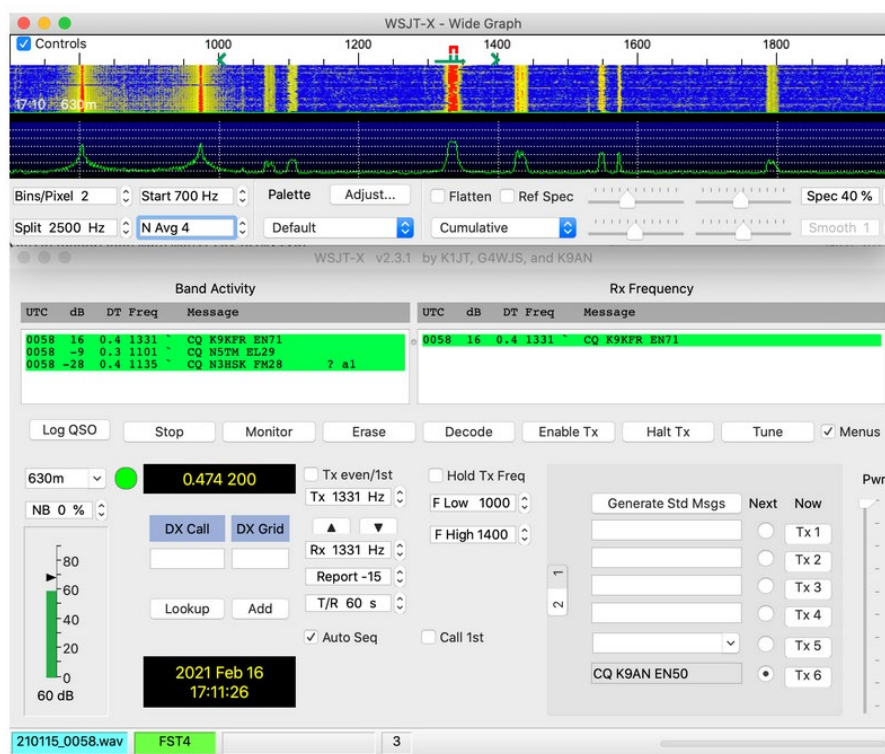 WSJT-X - Wide Graph
Controls 1000 1200 1400 1600 1800
17:10 630m
Bins/Pixel 2 Start 700 Hz Palette Adjust... Flatten Ref Spec Spec 40 %
Split 2500 Hz N Avg 4 Default Cumulative Smooth 1
WSJT-X v2.3.1 by K1JT, G4WJS, and K9AN
Band Activity Rx Frequency
UTC dB DT Freq Message UTC dB DT Freq Message
0058 16 0.4 1331 ` CQ K9KFR EN71 0058 16 0.4 1331 ` CQ K9KFR EN71
0058 -9 0.3 1101 ` CQ N5TM EL29
0058 -28 0.4 1135 ` CQ N3HSK FM28 ? a1
Log QSO Stop Monitor Erase Decode Enable Tx Halt Tx Tune Menus
630m 0.474 200 Tx even/1st Hold Tx Freq Pwr
NB 0 % Tx 1331 Hz F Low 1000 Generate Std Msgs Next Now
DX Call DX Grid F High 1400 Tx 1
Rx 1331 Hz Tx 2
80 Report -15 1 Tx 3
60 Lookup Add T/R 60 s 2 Tx 4
40 Auto Seq Call 1st Tx 5
20 2021 Feb 16 CQ K9AN EN50 Tx 6
0 17:11:26
60 dB
210115_0058.wav FST4 3